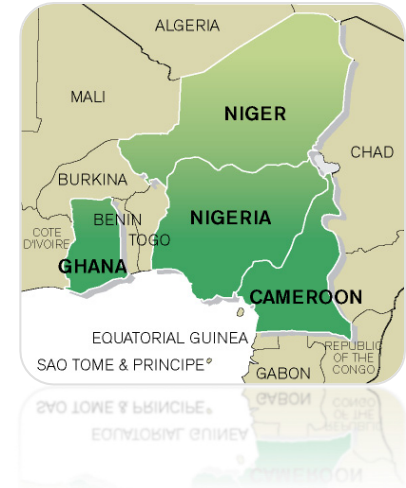 ALGERIA
MALI
NIGER
CHAD
BURKINA
BENIN
NIGERIA
COTE
D'IVOIRE
TOGO
GHANA
CAMEROON
EQUATORIAL GUINEA
REPUBLIC
OF THE
CONGO
SAO TOME & PRINCIPE
GABON